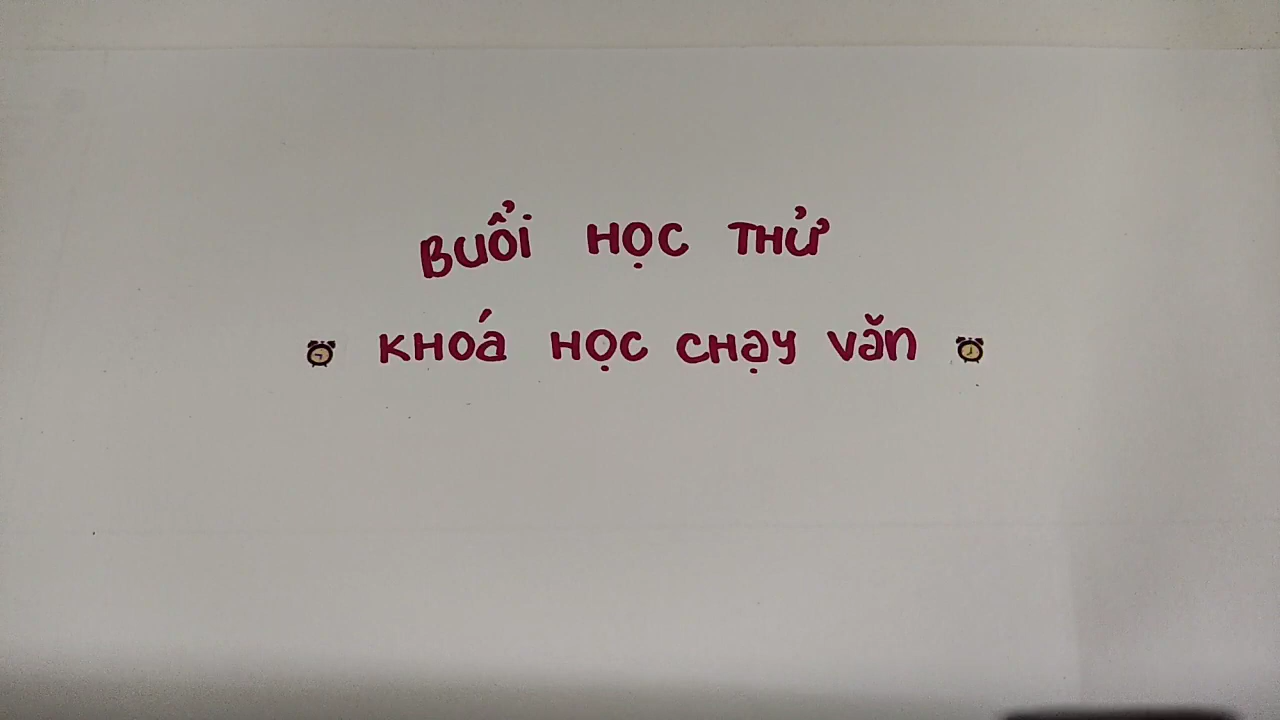 BUỔI HỌC THỬ
KHOÁ HỌC CHẠY VĂN